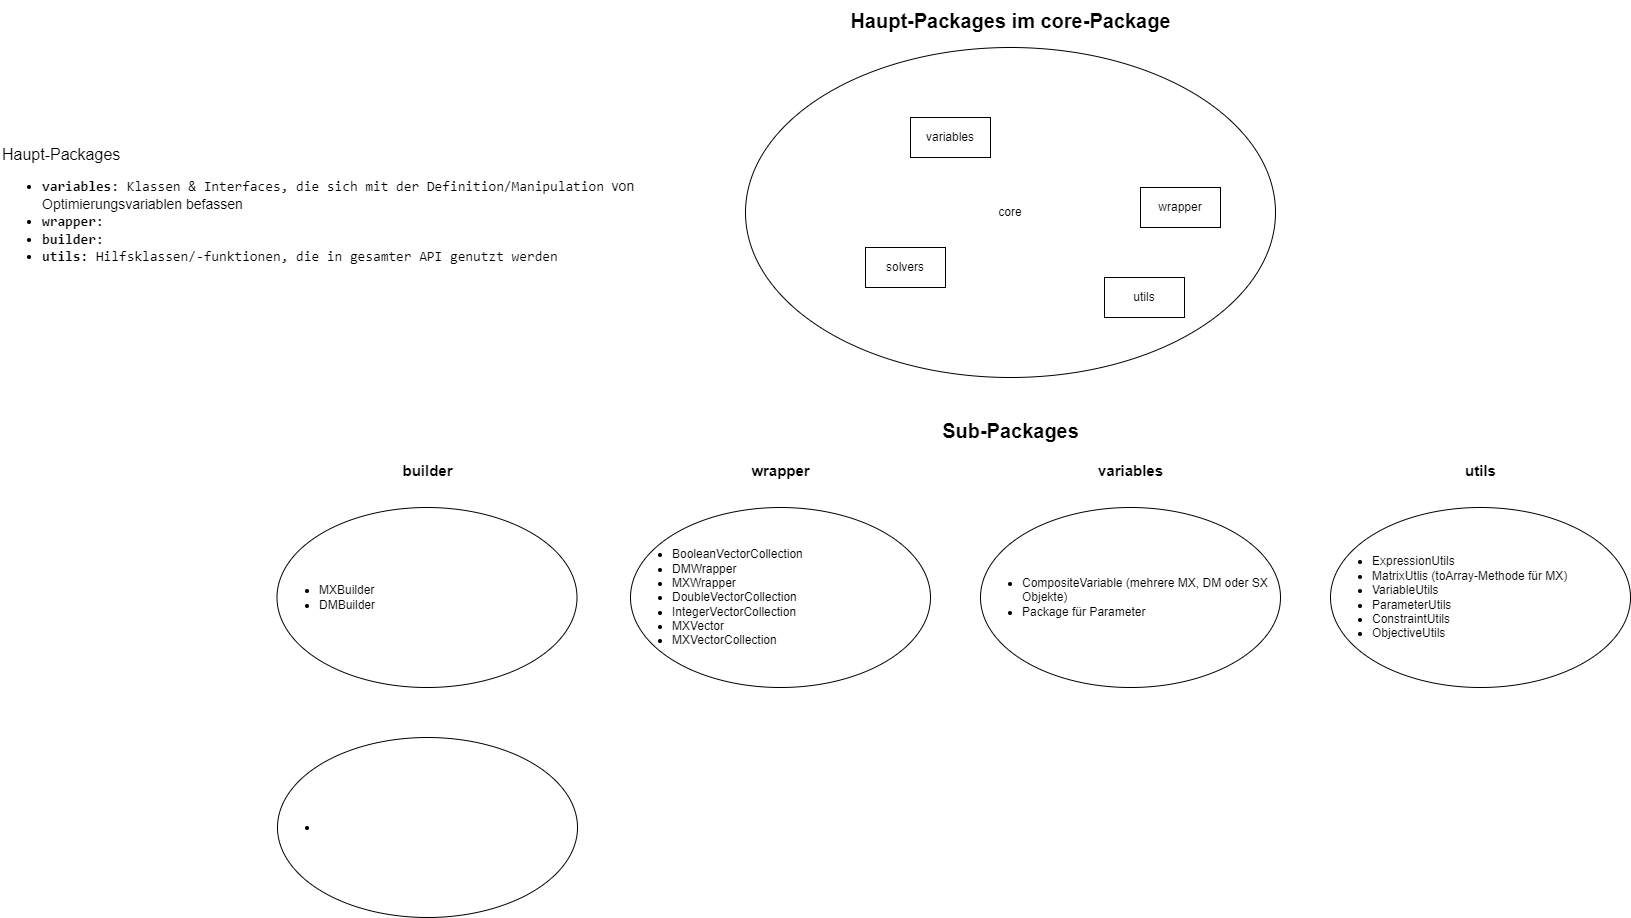 Haupt-Packages im core-Package
variables
core
wrapper
solvers
utils
Haupt-Packages
• variables: Klassen & Interfaces, die sich mit der Definition/Manipulation von
Optimierungsvariablen befassen
• wrapper:
• builder:
• utils: Hilfsklassen/-funktionen, die in gesamter API genutzt werden
Sub-Packages
builder
• MXBuilder
• DMBuilder
wrapper
• BooleanVectorCollection
• DMWrapper
• MXWrapper
• DoubleVectorCollection
• IntegerVectorCollection
• MXVector
• MXVectorCollection
variables
• CompositeVariable (mehrere MX, DM oder SX
Objekte)
• Package für Parameter
utils
• ExpressionUtils
• MatrixUtlis (toArray-Methode für MX)
• VariableUtils
• ParameterUtils
• ConstraintUtils
• ObjectiveUtils
•